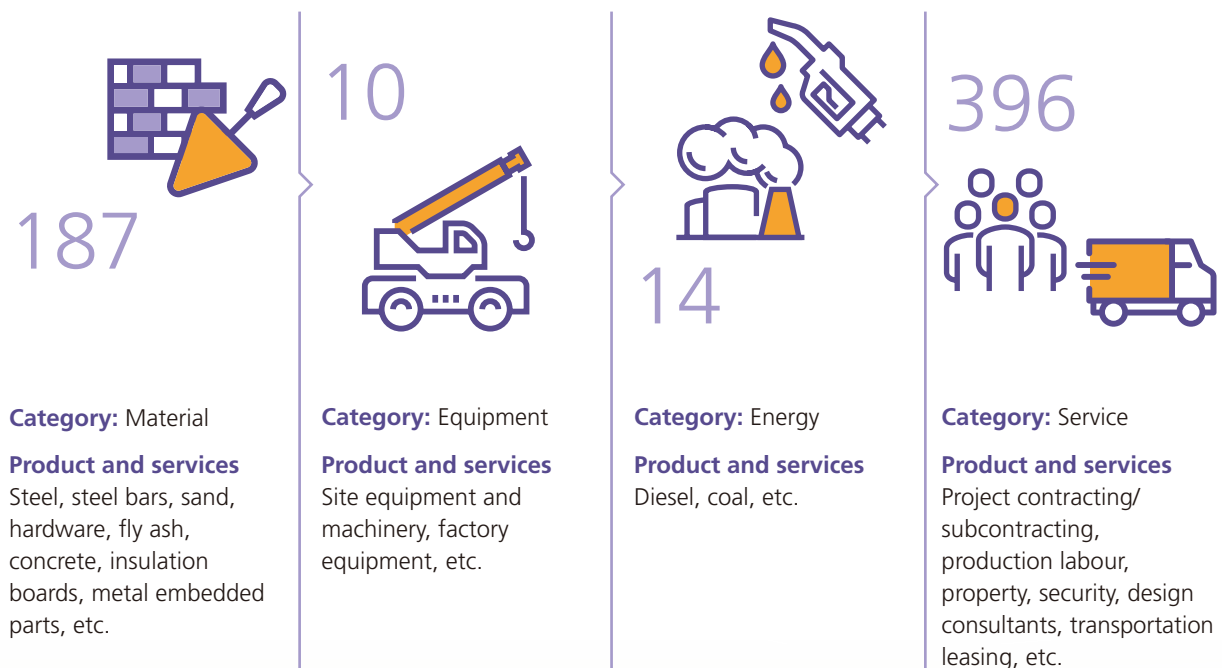 187
Category: Material
Product and services
Steel, steel bars, sand,
hardware, fly ash,
concrete, insulation
boards, metal embedded
parts, etc.
10
Category: Equipment
Product and services
Site equipment and
machinery, factory
equipment, etc.
14
Category: Energy
Product and services
Diesel, coal, etc.
396
Category: Service
Product and services
Project contracting/
subcontracting,
production labour,
property, security, design
consultants, transportation
leasing, etc.